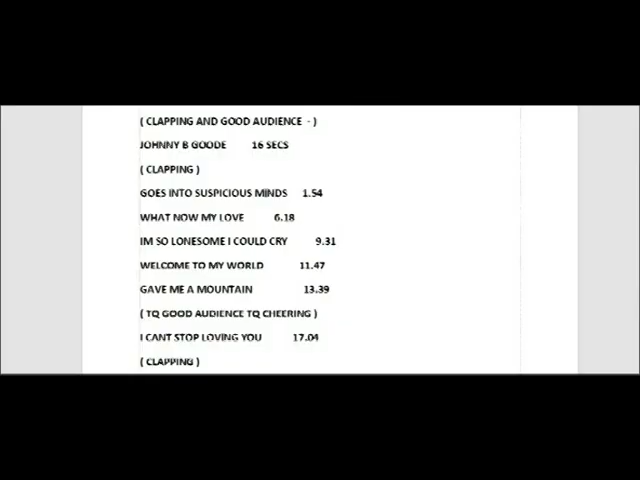 ( CLAPPING AND GOOD AUDIENCE - )
JOHNNY B GOODE 16 SECS
( CLAPPING )
GOES INTO SUSPICIOUS MINDS 1.54
WHAT NOW MY LOVE 6.18
IM SO LONESOME I COULD CRY 9.31
WELCOME TO MY WORLD 11.47
GAVE ME A MOUNTAIN 13.39
( TQ GOOD AUDIENCE TQ CHEERING )
I CANT STOP LOVING YOU 17.04
( CLAPPING )